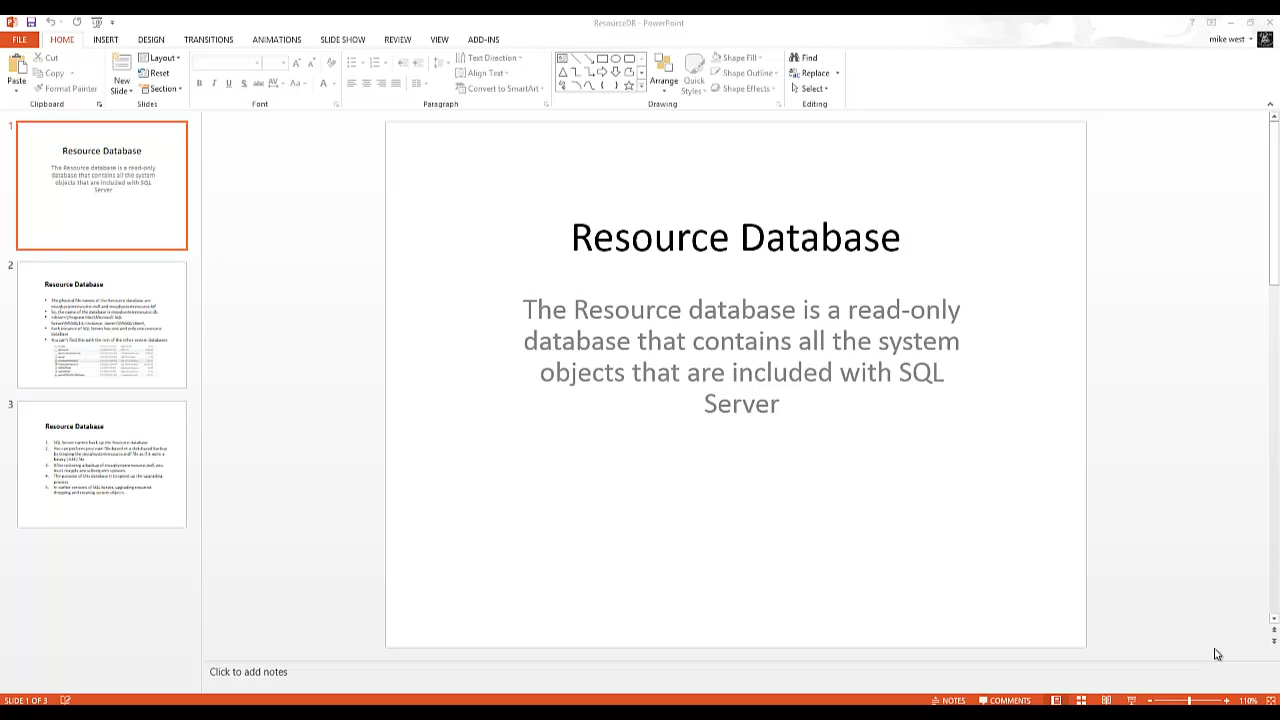 ResourceDB - PowerPoint
?
FILE HOME INSERT DESIGN TRANSITIONS ANIMATIONS SLIDE SHOW REVIEW VIEW ADD-INS
mike west
Paste
Cut
Copy
Format Painter
Clipboard
New
Slide
Layout
Reset
Section
Slides
Font
Text Direction
Align Text
Convert to SmartArt
Paragraph
Arrange
Quick
Styles
Shape Fill
Shape Outline
Shape Effects
Drawing
Find
Replace
Select
Editing
1
Resource Database
The Resource database is a read-only
database that contains all the system
objects that are included with SQL
Server
2
Resource Database
3
Resource Database
Resource Database
The Resource database is a read-only
database that contains all the system
objects that are included with SQL
Server
Click to add notes
SLIDE 1 OF 3
NOTES
COMMENTS
110%